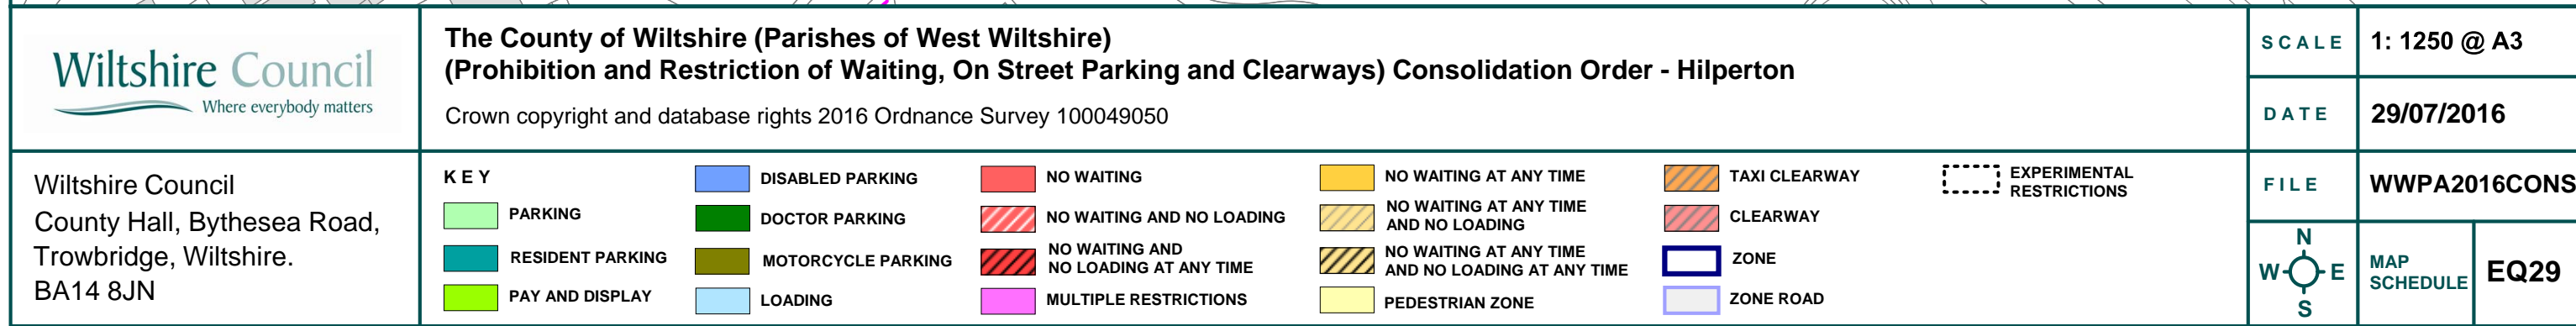 Wiltshire Council
Where everybody matters
The County of Wiltshire (Parishes of West Wiltshire)
(Prohibition and Restriction of Waiting, On Street Parking and Clearways) Consolidation Order - Hilperton
Crown copyright and database rights 2016 Ordnance Survey 100049050
SCALE
1: 1250 @ A3
DATE
29/07/2016
Wiltshire Council
County Hall, Bythesea Road,
Trowbridge, Wiltshire.
BA14 8JN
KEY
PARKING
RESIDENT PARKING
PAY AND DISPLAY
DISABLED PARKING
DOCTOR PARKING
MOTORCYCLE PARKING
LOADING
NO WAITING
NO WAITING AND NO LOADING
NO WAITING AND
NO LOADING AT ANY TIME
MULTIPLE RESTRICTIONS
NO WAITING AT ANY TIME
NO WAITING AT ANY TIME
AND NO LOADING
NO WAITING AT ANY TIME
AND NO LOADING AT ANY TIME
PEDESTRIAN ZONE
TAXI CLEARWAY
CLEARWAY
ZONE
ZONE ROAD
EXPERIMENTAL
RESTRICTIONS
FILE
WWPA2016CONS
N
W E
S
MAP
SCHEDULE
EQ29